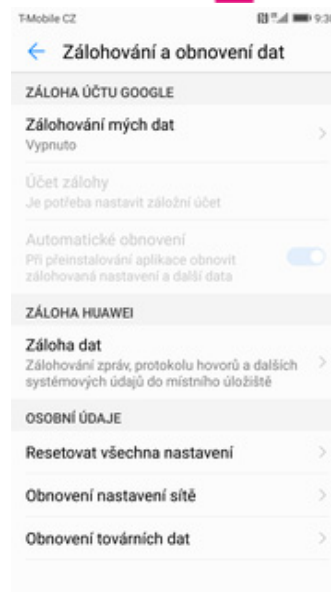 T-Mobile CZ 9:38
Zálohování a obnovení dat
ZÁLOHA ÚČTU GOOGLE
Zálohování mých dat
Vypnuto
Účet zálohy
Je potřeba nastavit záložní účet
Automatické obnovení
Při přeinstalování aplikace obnovit
zálohovaná nastavení a další data
ZÁLOHA HUAWEI
Záloha dat
Zálohování zpráv, protokolu hovorů a dalších
systémových údajů do místního úložiště
OSOBNÍ ÚDAJE
Resetovat všechna nastavení
Obnovení nastavení sítě
Obnovení továrních dat